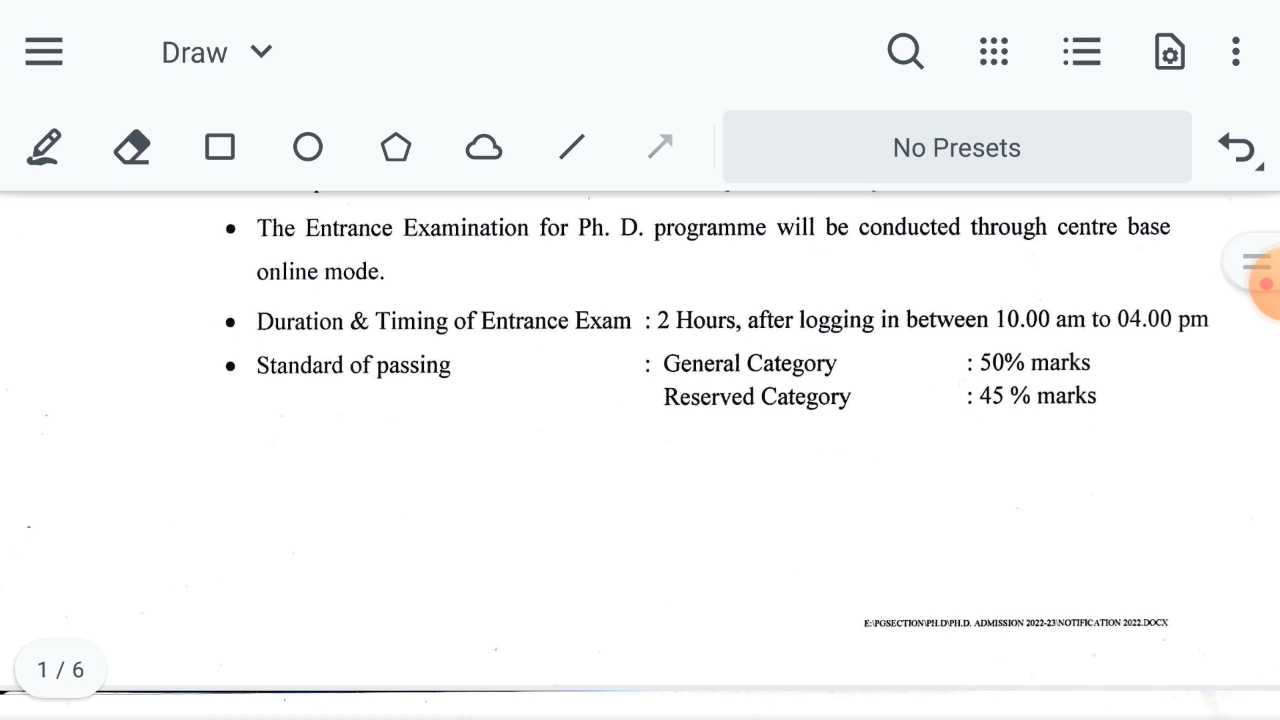 Draw
No Presets
• The Entrance Examination for Ph. D. programme will be conducted through centre base
online mode.
• Duration & Timing of Entrance Exam : 2 Hours, after logging in between 10.00 am to 04.00 pm
• Standard of passing : General Category : 50% marks
Reserved Category : 45 % marks
E:\PGSECTION\PH.D\PH.D. ADMISSION 2022-23\NOTIFICATION 2022.DOCX
1 / 6